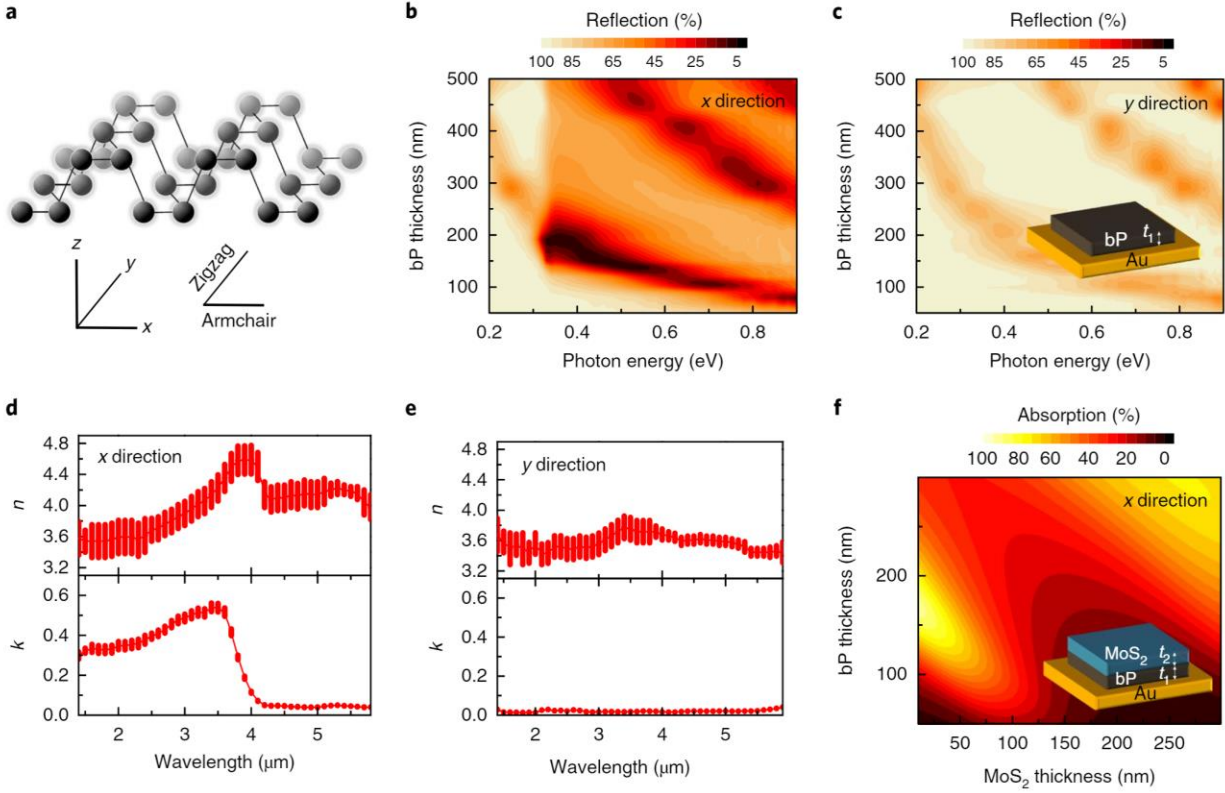 a
z
y
x
Zigzag
Armchair
b
Reflection (%)
100 85 65 45 25 5
x direction
500
400
300
200
100
bP thickness (nm)
0.2 0.4 0.6 0.8
Photon energy (eV)
c
Reflection (%)
100 85 65 45 25 5
y direction
500
400
300
200
100
bP thickness (nm)
bP t1
Au
0.2 0.4 0.6 0.8
Photon energy (eV)
d
x direction
4.8
4.4
4.0
3.6
3.2
n
0.6
0.4
0.2
0.0
k
2 3 4 5
Wavelength (μm)
e
y direction
4.8
4.4
4.0
3.6
3.2
n
0.6
0.4
0.2
0.0
k
2 3 4 5
Wavelength (μm)
f
Absorption (%)
100 80 60 40 20 0
x direction
200
100
bP thickness (nm)
MoS2 t2
bP t1
Au
50 100 150 200 250
MoS2 thickness (nm)